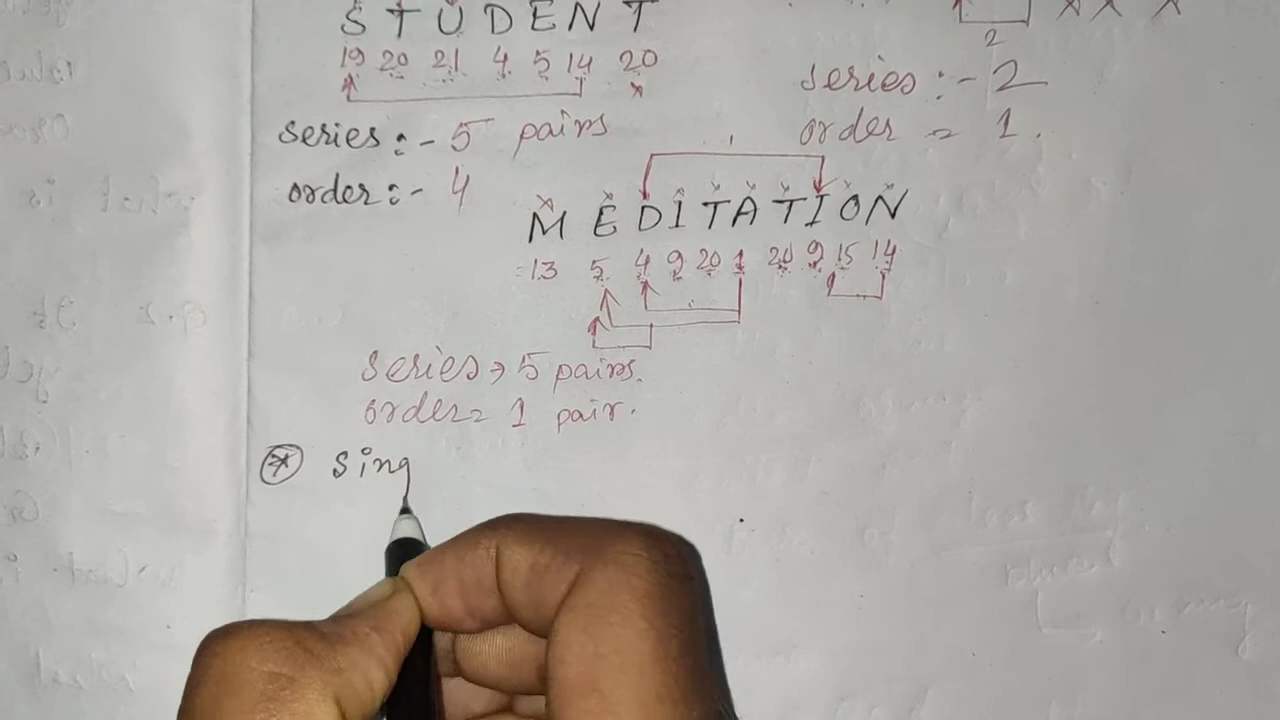 STUDENT
19 20 21 4 5 14 20
series :- 5 pairs
order :- 4
2
series :- 2
order = 1.
MEDITATION
13 5 4 9 20 1 20 9 15 14
series → 5 pairs.
order = 1 pair.
* Sing